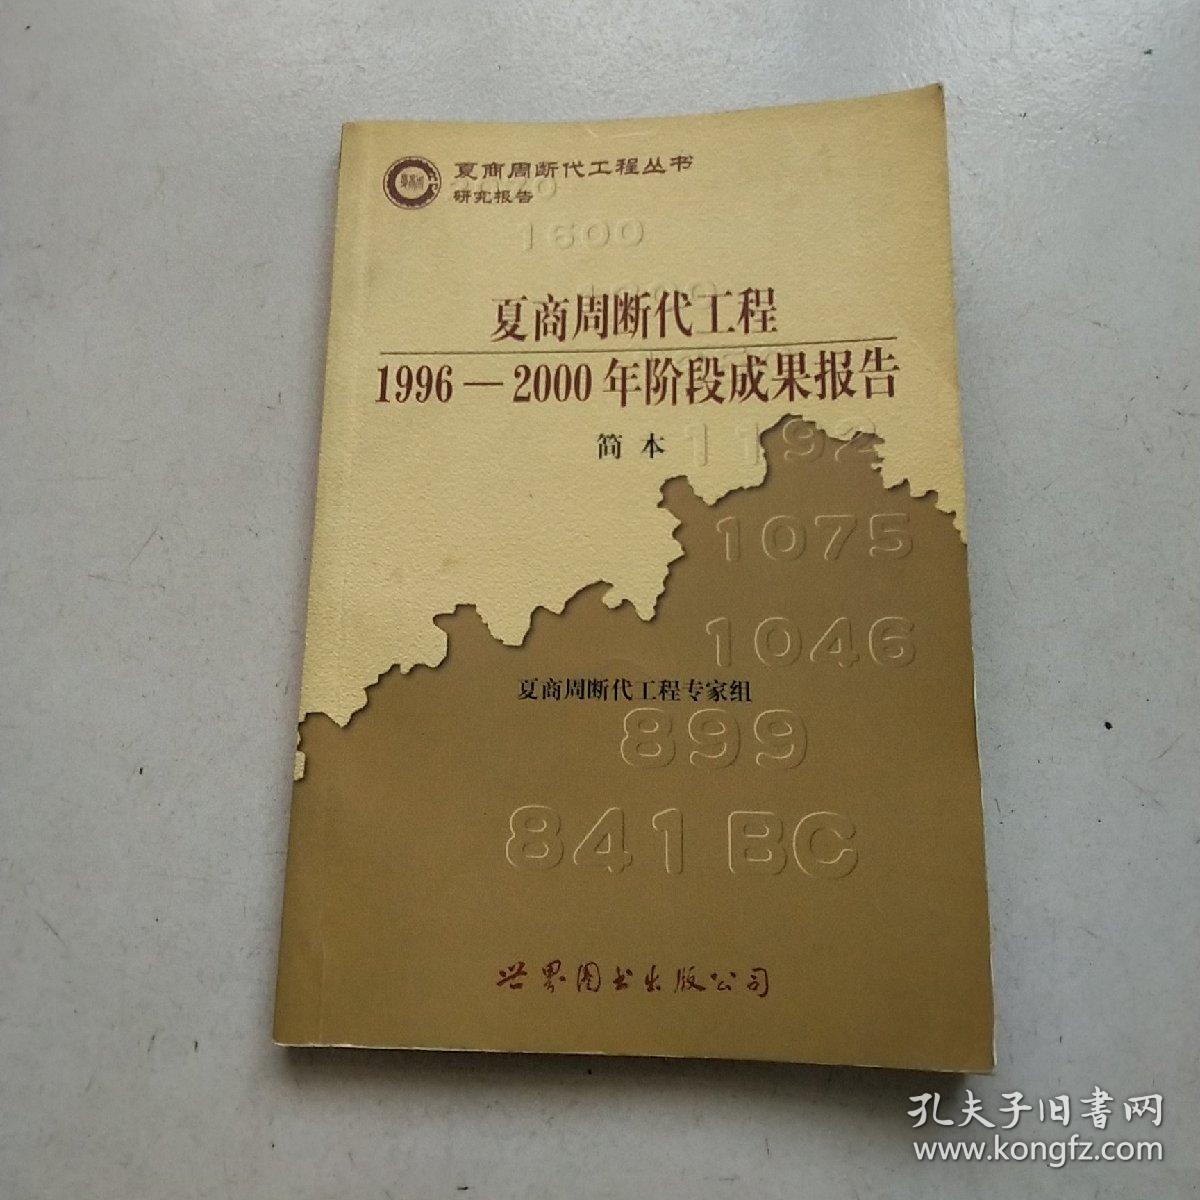 夏商周断代工程丛书
研究报告
2070
1600
夏商周断代工程
1996—2000年阶段成果报告
简本
1192
1075
1046
夏商周断代工程专家组
899
841 BC
世界图书出版公司
孔夫子旧書网
www.kongfz.com